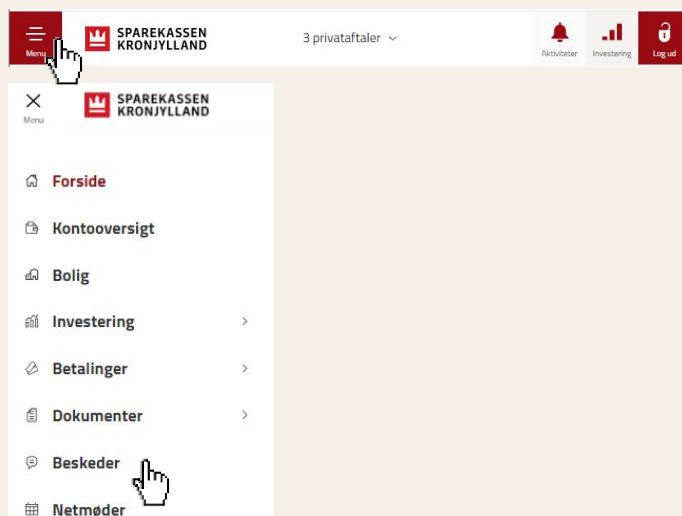 Menu
SPAREKASSEN
KRONJYLLAND
3 privataftaler
Aktiviteter
Investering
Log ud
Menu
SPAREKASSEN
KRONJYLLAND
Forside
Kontooversigt
Bolig
Investering
Betalinger
Dokumenter
Beskeder
Netmøder